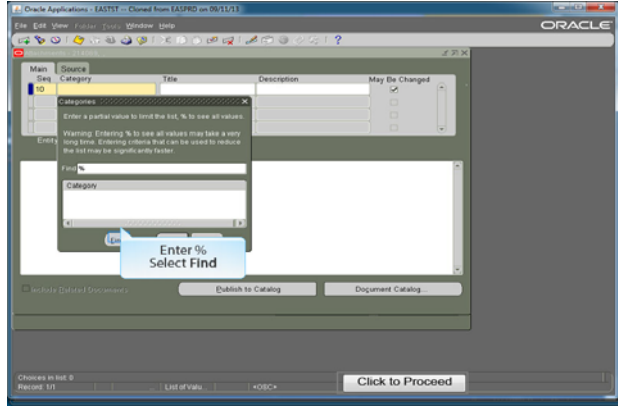 Oracle Applications - EASTST -- Cloned from EASPRD on 09/11/13
File Edit View Folder Tools Window Help
ORACLE
Main Source
Seq Category Title Description May Be Changed
10
Categories
Enter a partial value to limit the list, % to see all values.
Warning: Entering % to see all values may take a very
long time. Entering criteria that can be used to reduce
the list may be significantly faster.
Find %
Category
Enter %
Select Find
Include Related Documents
Publish to Catalog
Document Catalog...
Choices in list: 0
Record: 1/1
List of Valu...
<OSC>
Click to Proceed